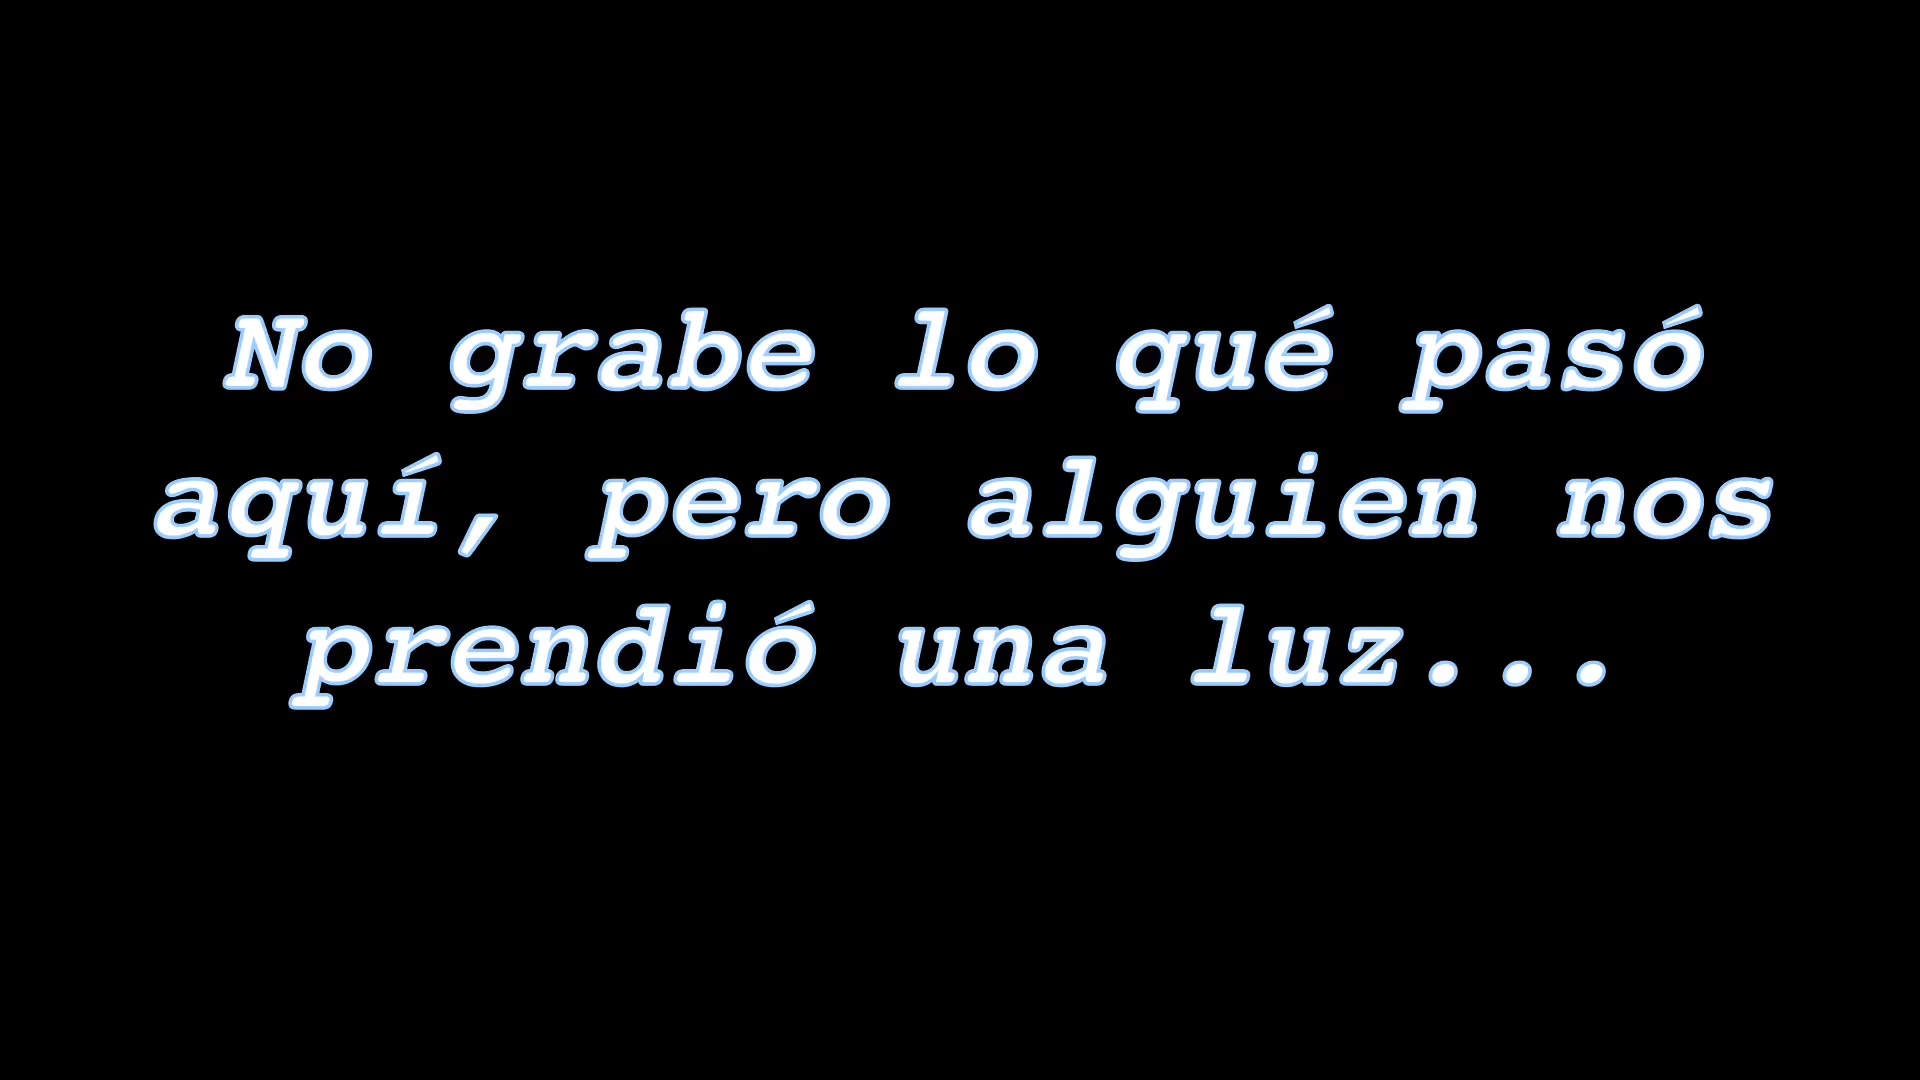 No grabe lo qué pasó
aquí, pero alguien nos
prendió una luz...